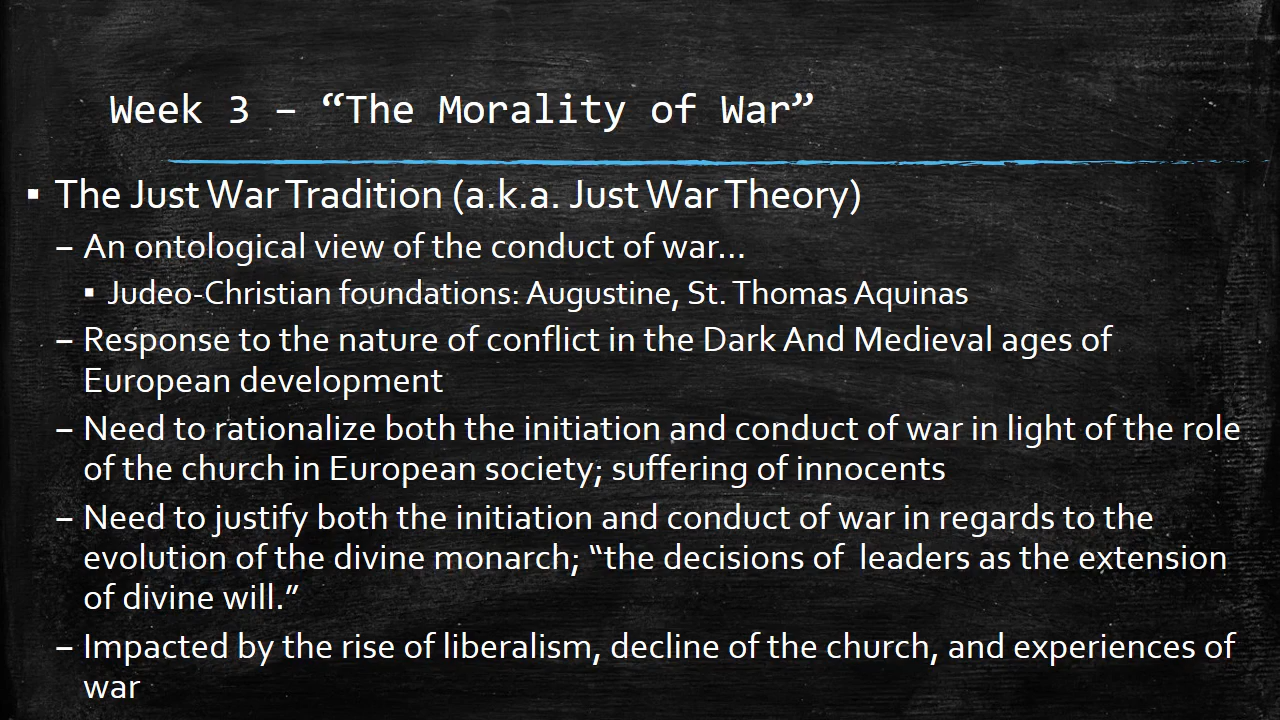 Week 3 – “The Morality of War”
▪ The Just War Tradition (a.k.a. Just War Theory)
– An ontological view of the conduct of war…
▪ Judeo-Christian foundations: Augustine, St. Thomas Aquinas
– Response to the nature of conflict in the Dark And Medieval ages of
European development
– Need to rationalize both the initiation and conduct of war in light of the role
of the church in European society; suffering of innocents
– Need to justify both the initiation and conduct of war in regards to the
evolution of the divine monarch; “the decisions of  leaders as the extension
of divine will.”
– Impacted by the rise of liberalism, decline of the church, and experiences of
war